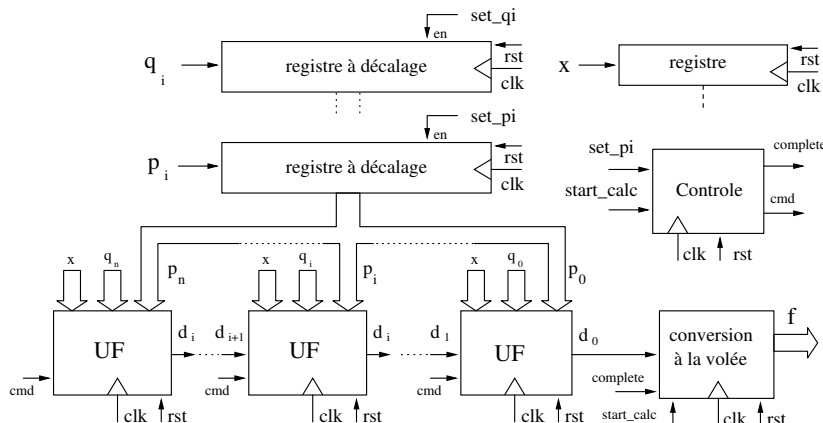 set_qi
en
q i
registre à décalage
rst
clk
x
registre
rst
clk
set_pi
en
p i
registre à décalage
rst
clk
set_pi
start_calc
Controle
complete
cmd
clk
rst
x
q n
p n
x
q i
p i
x
q 0
p 0
UF
d i
d i+1
UF
d i
d 1
UF
d 0
conversion
à la volée
f
cmd
cmd
cmd
complete
start_calc
clk
rst
clk
rst
clk
rst
clk
rst